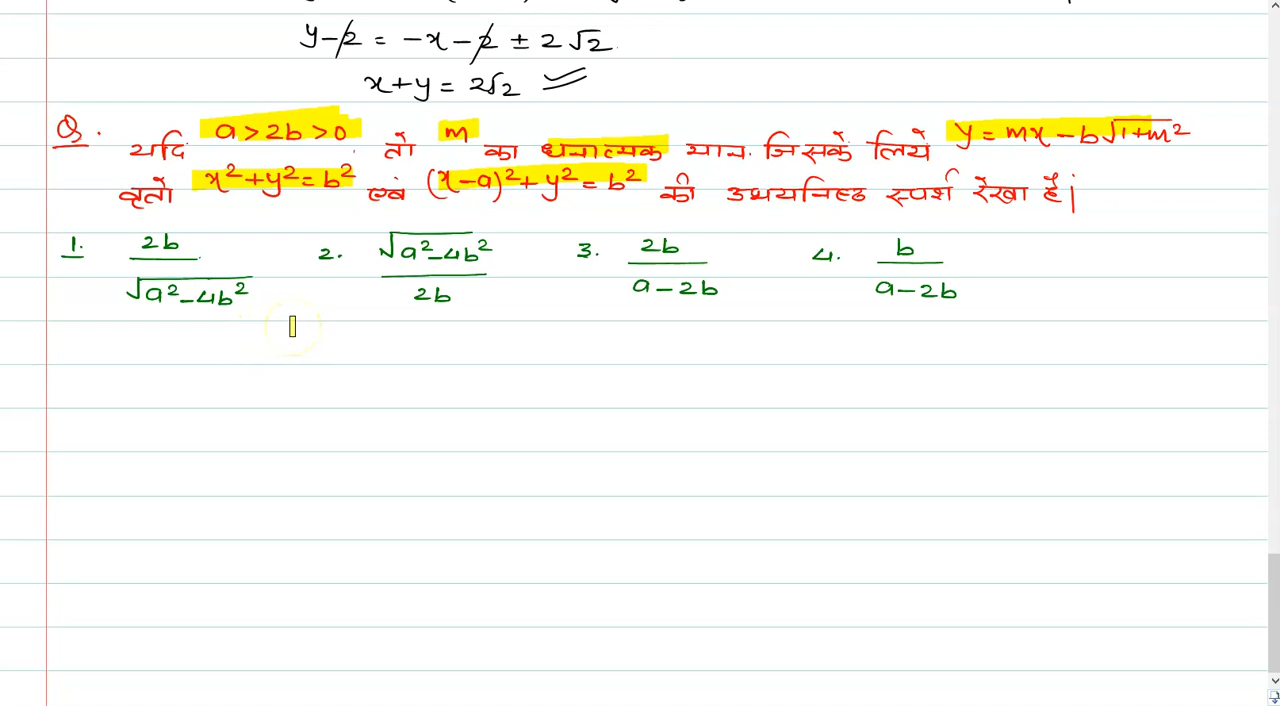 y-2 = -x-2 ± 2√2
x+y = 2√2
Q. यदि a > 2b > 0 तो m का धनात्मक मान जिसके लिये y = mx - b√1+m²
वृतो x²+y²=b² एवं (x-a)²+y²=b² की उभयनिष्ठ स्पर्श रेखा है|
1. 2b/√a²-4b² 2. √a²-4b²/2b 3. 2b/a-2b 4. b/a-2b